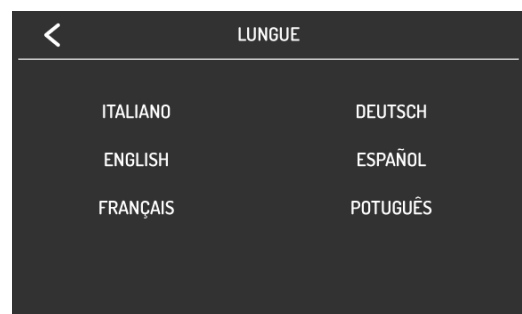 LUNGUE
ITALIANO DEUTSCH
ENGLISH ESPAÑOL
FRANÇAIS POTUGUÊS